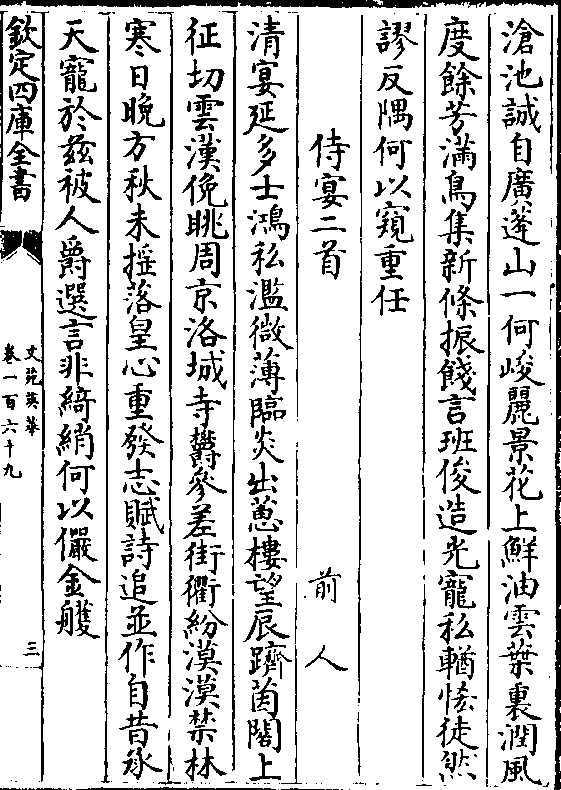 滄池誠自廣蓬山一何峻麗景花上鮮油雲葉裏潤風
度餘芳滿鳥集新條振餞言班俊造光寵私輶怯徒然
謬反隅何以窺重任
侍宴二首 前人
清宴延多士鴻私濫微薄臨炎出蕙樓望辰躋茵閣上
征切雲漢俛眺周京洛城寺鬱參差街衢紛漠漠禁林
寒日晚方秋未揺落皇心重發志賦詩追並作自昔承
天寵於兹被人爵選言非綺綃何以儷金艧
欽定四庫全書
文苑英華
卷一百六十九
三